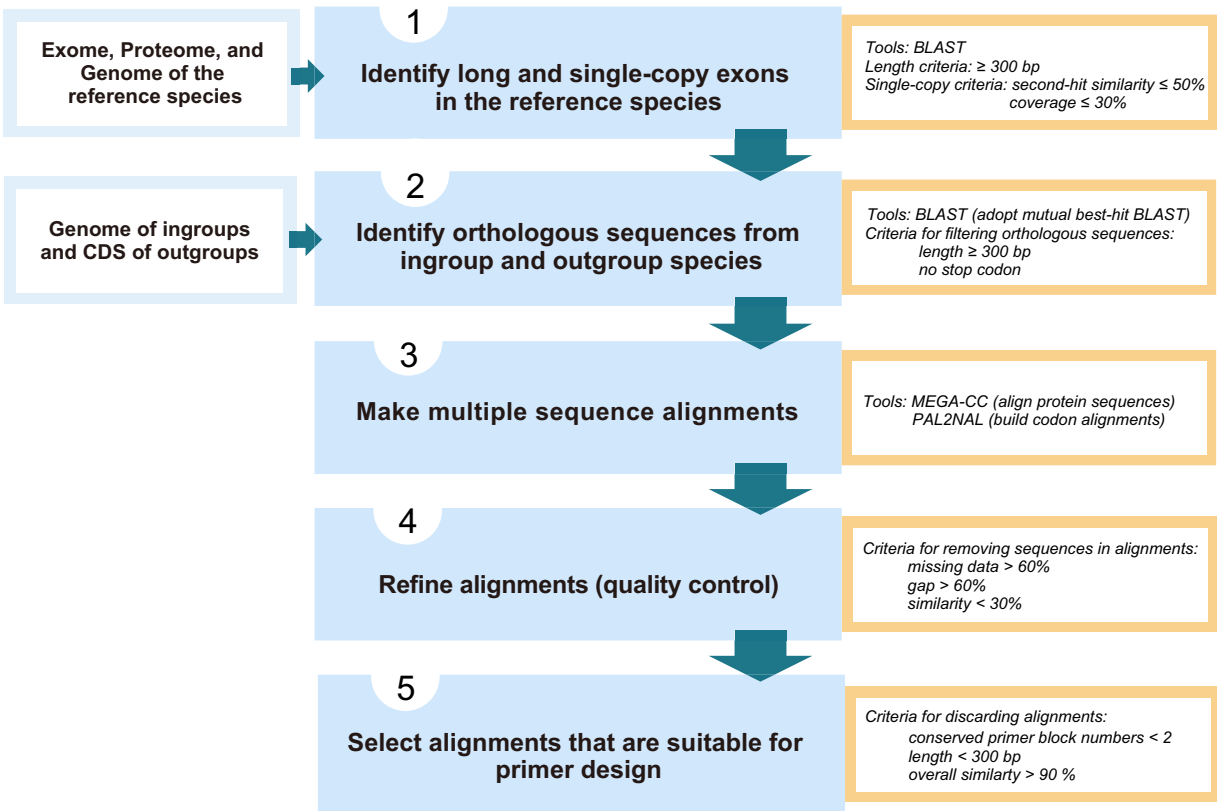 Exome, Proteome, and
Genome of the
reference species
1
Identify long and single-copy exons
in the reference species
Tools: BLAST
Length criteria: ≥ 300 bp
Single-copy criteria: second-hit similarity ≤ 50%
coverage ≤ 30%
Genome of ingroups
and CDS of outgroups
2
Identify orthologous sequences from
ingroup and outgroup species
Tools: BLAST (adopt mutual best-hit BLAST)
Criteria for filtering orthologous sequences:
length ≥ 300 bp
no stop codon
3
Make multiple sequence alignments
Tools: MEGA-CC (align protein sequences)
PAL2NAL (build codon alignments)
4
Refine alignments (quality control)
Criteria for removing sequences in alignments:
missing data > 60%
gap > 60%
similarity < 30%
5
Select alignments that are suitable for
primer design
Criteria for discarding alignments:
conserved primer block numbers < 2
length < 300 bp
overall similarty > 90 %